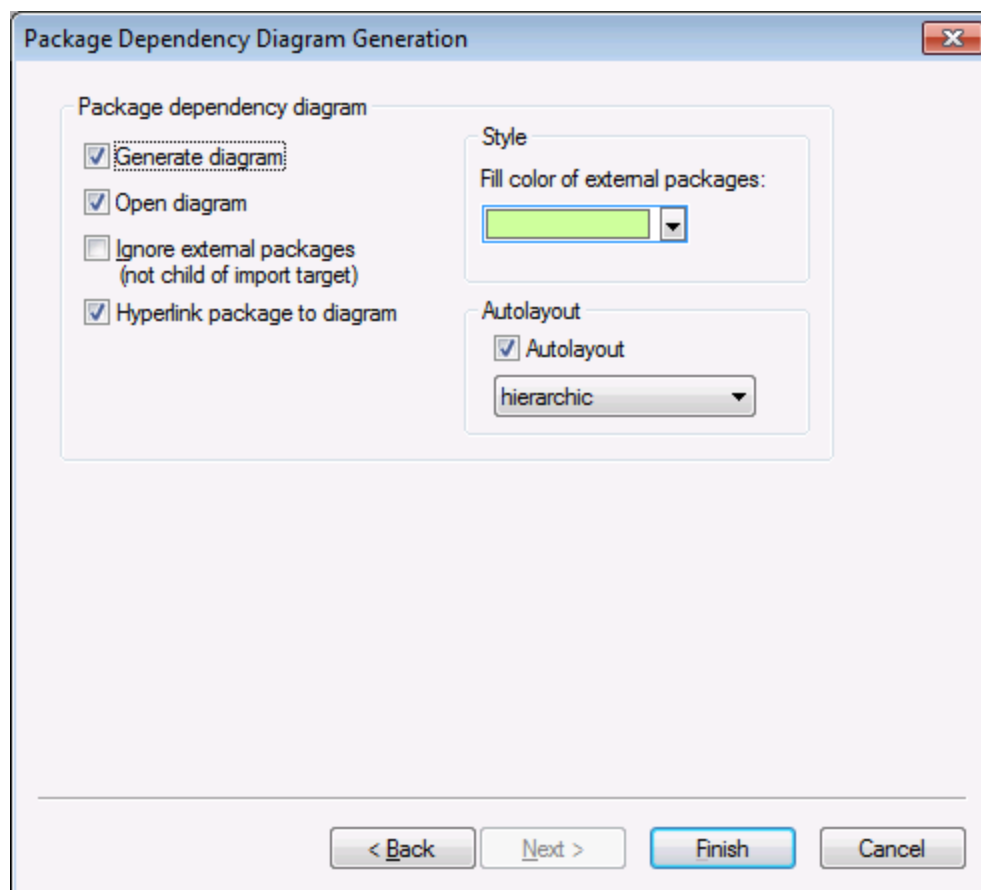 Package Dependency Diagram Generation
Package dependency diagram
Generate diagram
Open diagram
Ignore external packages
(not child of import target)
Hyperlink package to diagram
Style
Fill color of external packages:
Autolayout
Autolayout
hierarchic
< Back
Next >
Finish
Cancel